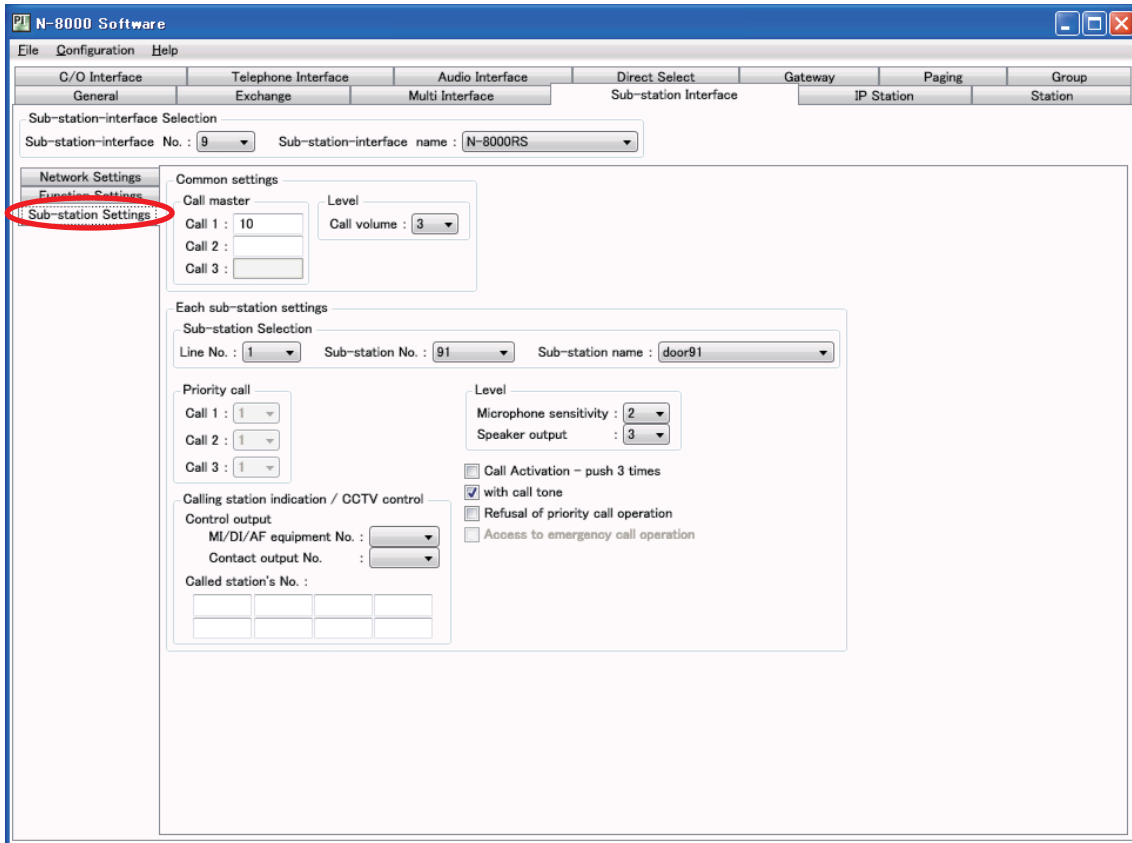 PJ N-8000 Software
File Configuration Help
C/O Interface Telephone Interface Audio Interface Direct Select Gateway Paging Group
General Exchange Multi Interface Sub-station Interface IP Station Station
Sub-station-interface Selection
Sub-station-interface No. : 9 Sub-station-interface name : N-8000RS
Network Settings
Function Settings
Sub-station Settings
Common settings
Call master
Call 1 : 10
Call 2 :
Call 3 :
Level
Call volume : 3
Each sub-station settings
Sub-station Selection
Line No. : 1 Sub-station No. : 91 Sub-station name : door91
Priority call
Call 1 : 1
Call 2 : 1
Call 3 : 1
Level
Microphone sensitivity : 2
Speaker output : 3
Call Activation - push 3 times
with call tone
Refusal of priority call operation
Access to emergency call operation
Calling station indication / CCTV control
Control output
MI/DI/AF equipment No. :
Contact output No. :
Called station's No. :